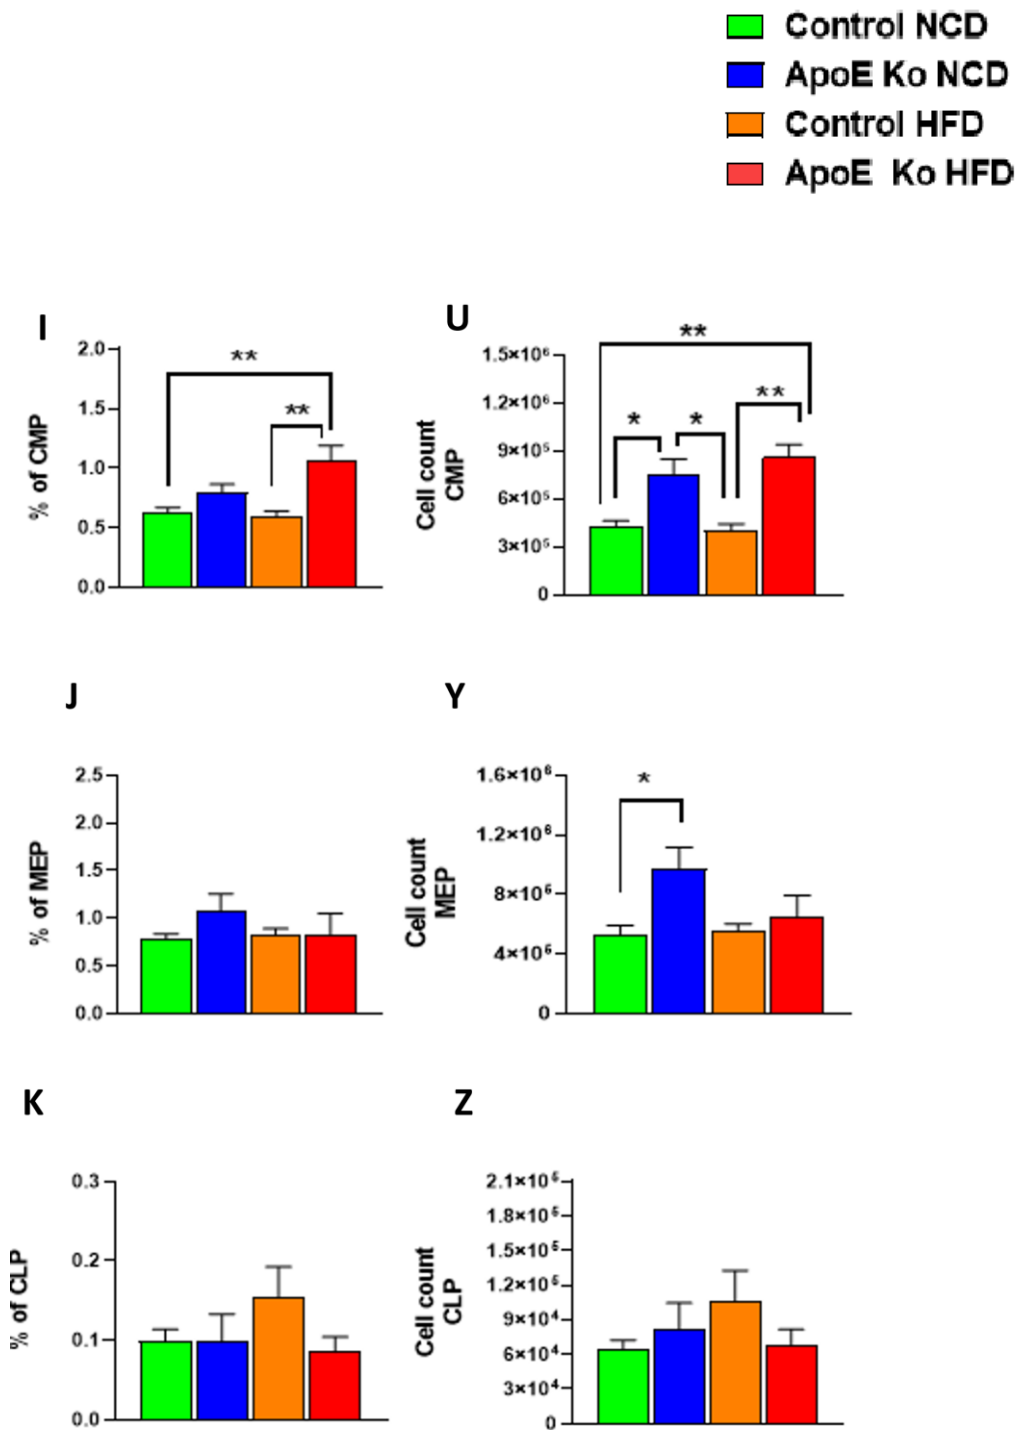 Control NCD
ApoE Ko NCD
Control HFD
ApoE Ko HFD
I
% of CMP
2.0
1.5
1.0
0.5
0.0
**
**
U
Cell count
CMP
1.5×10⁶
1.2×10⁶
9×10⁵
6×10⁵
3×10⁵
0
**
*
*
**
J
% of MEP
2.5
2.0
1.5
1.0
0.5
0.0
Y
Cell count
MEP
1.6×10⁶
1.2×10⁶
8×10⁶
4×10⁶
0
*
K
% of CLP
0.3
0.2
0.1
0.0
Z
Cell count
CLP
2.1×10⁵
1.8×10⁵
1.5×10⁵
1.2×10⁵
9×10⁴
6×10⁴
3×10⁴
0